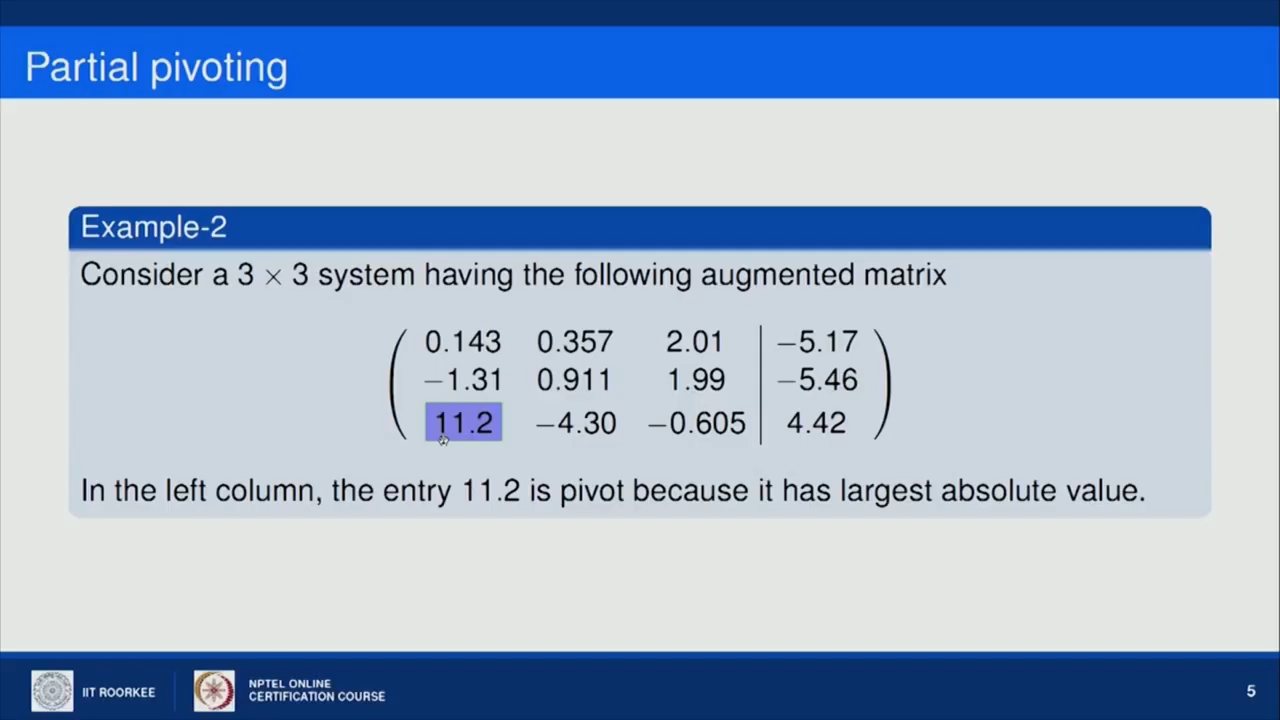 Partial pivoting
Example-2
Consider a 3 × 3 system having the following augmented matrix
0.143 0.357 2.01 −5.17
−1.31 0.911 1.99 −5.46
11.2 −4.30 −0.605 4.42
In the left column, the entry 11.2 is pivot because it has largest absolute value.
IIT ROORKEE
NPTEL ONLINE
CERTIFICATION COURSE
5